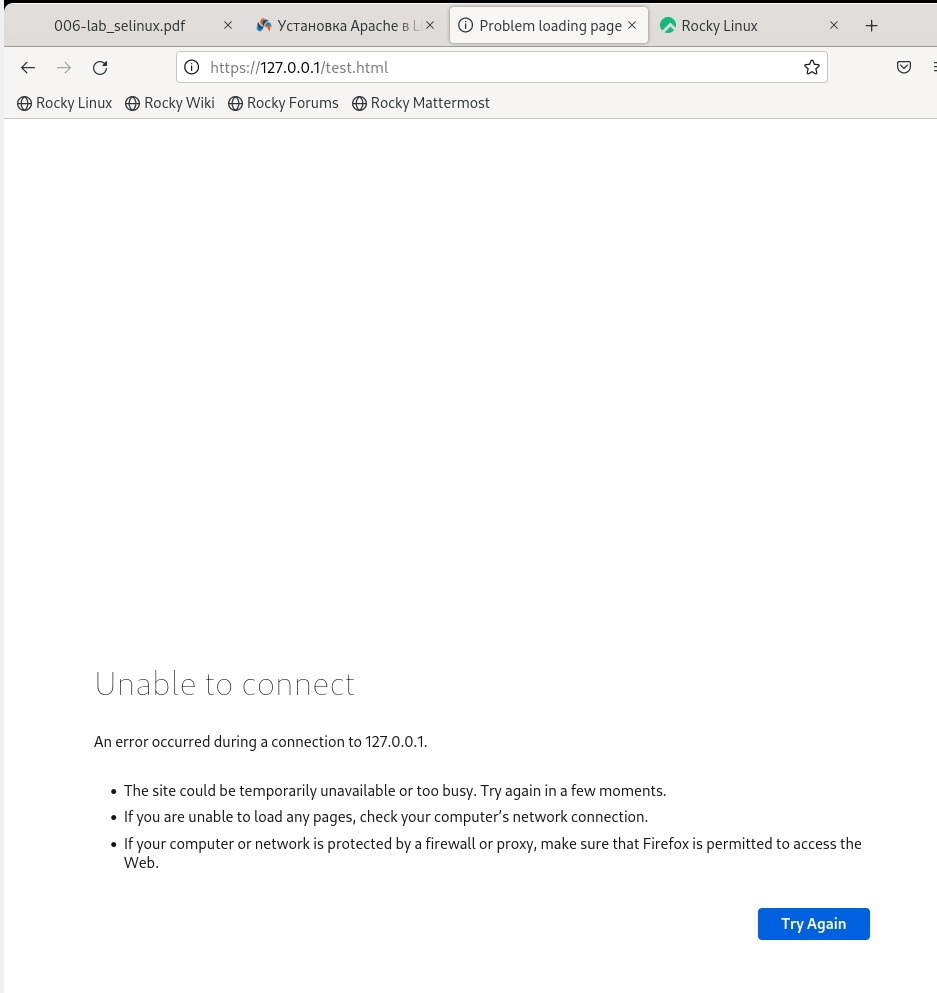 006-lab_selinux.pdf
Установка Apache в Li
Problem loading page
Rocky Linux
https://127.0.0.1/test.html
Rocky Linux
Rocky Wiki
Rocky Forums
Rocky Mattermost
Unable to connect
An error occurred during a connection to 127.0.0.1.
• The site could be temporarily unavailable or too busy. Try again in a few moments.
• If you are unable to load any pages, check your computer’s network connection.
• If your computer or network is protected by a firewall or proxy, make sure that Firefox is permitted to access the
Web.
Try Again